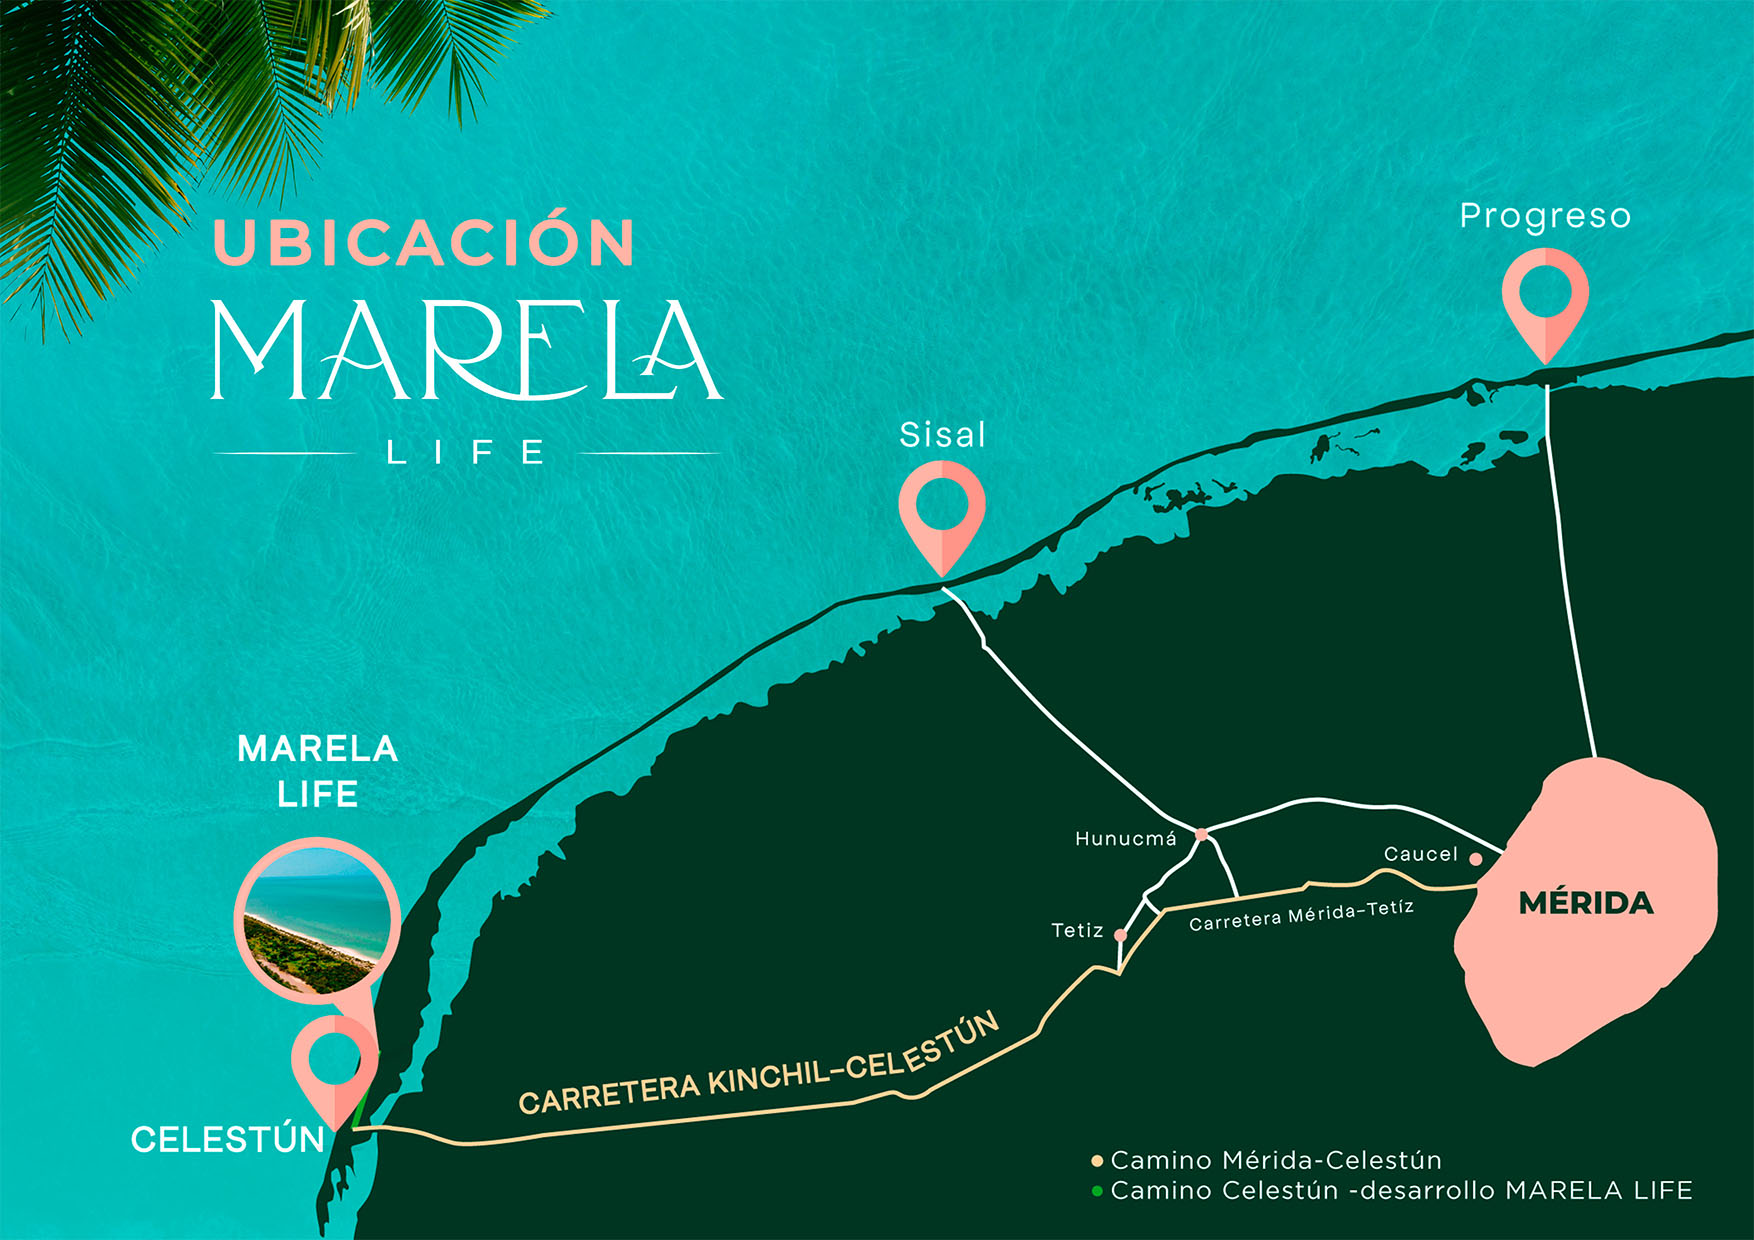 UBICACIÓN
MARELA
LIFE
Progreso
Sisal
MARELA
LIFE
Hunucmá
Caucel
MÉRIDA
Carretera Mérida-Tetíz
Tetiz
CARRETERA KINCHIL-CELESTÚN
CELESTÚN
Camino Mérida-Celestún
Camino Celestún -desarrollo MARELA LIFE